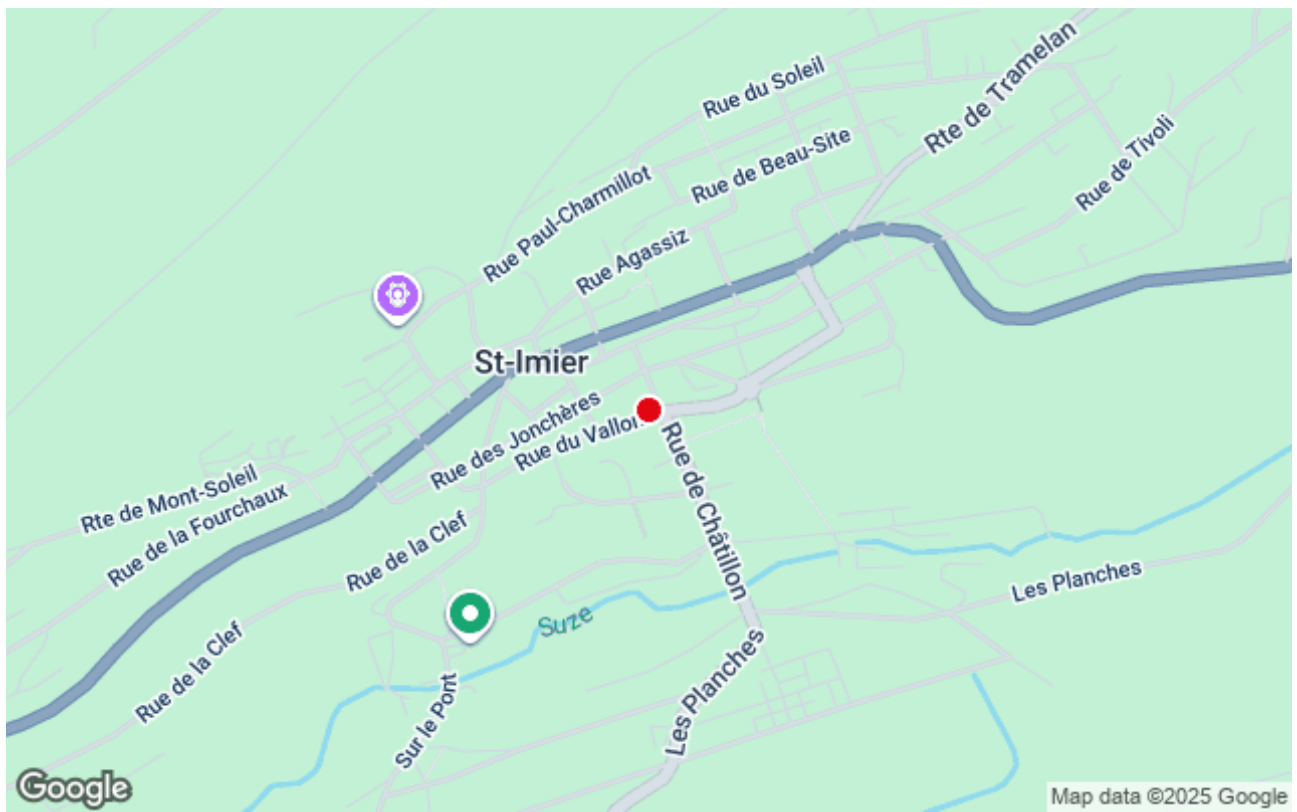 Rue du Soleil
Rte de Tramelan
Rue de Beau-Site
Rue de Tivoli
Rue Paul-Charmillot
Rue Agassiz
St-Imier
Rue des Jonchères
Rue du Vallon
Rue de Châtillon
Rte de Mont-Soleil
Rue de la Fourchaux
Rue de la Clef
Les Planches
Suze
Rue de la Clef
Les Planches
Sur le Pont
Google
Map data ©2025 Google